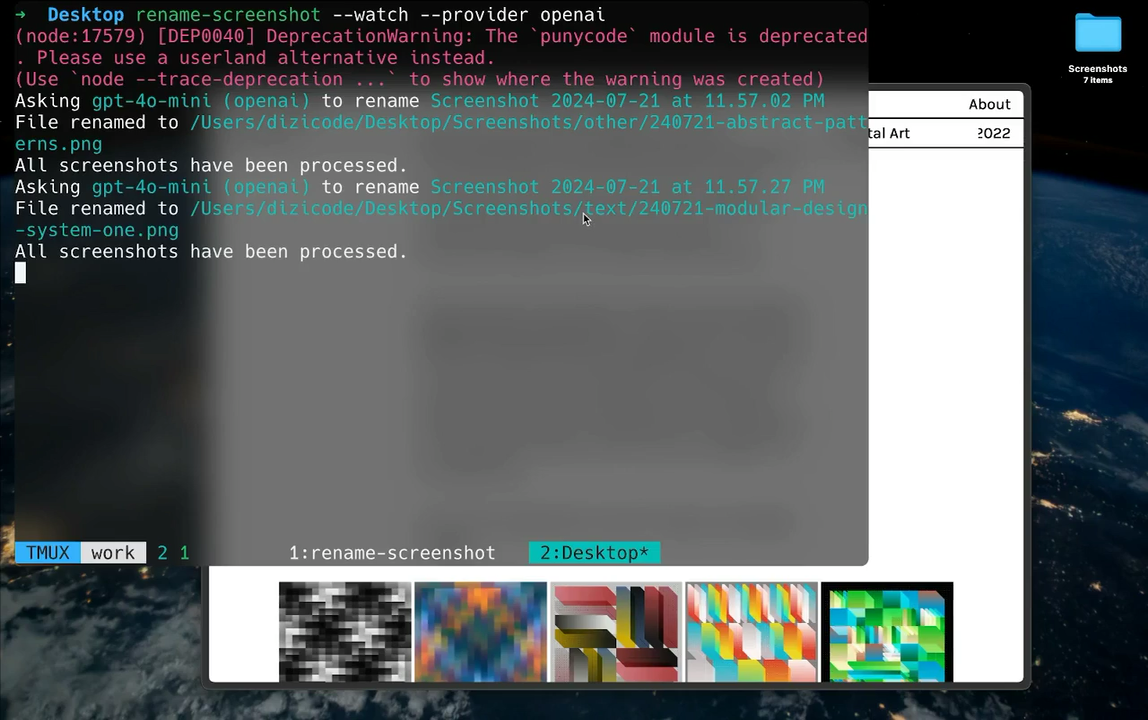 ➜  Desktop rename-screenshot --watch --provider openai
(node:17579) [DEP0040] DeprecationWarning: The `punycode` module is deprecated
. Please use a userland alternative instead.
(Use `node --trace-deprecation ...` to show where the warning was created)
Asking gpt-4o-mini (openai) to rename Screenshot 2024-07-21 at 11.57.02 PM
File renamed to /Users/dizicode/Desktop/Screenshots/other/240721-abstract-patt
erns.png
All screenshots have been processed.
Asking gpt-4o-mini (openai) to rename Screenshot 2024-07-21 at 11.57.27 PM
File renamed to /Users/dizicode/Desktop/Screenshots/text/240721-modular-design
-system-one.png
All screenshots have been processed.
TMUX work 2 1 1:rename-screenshot 2:Desktop*
Screenshots
7 items
About
tal Art 2022